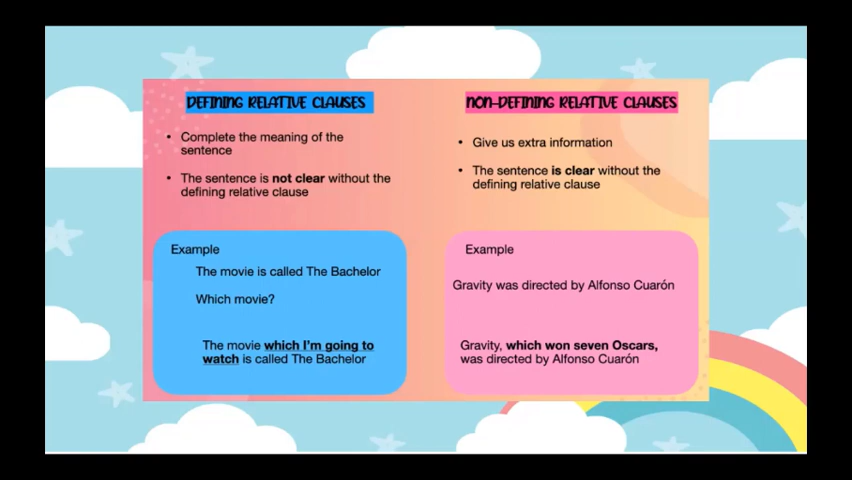 DEFINING RELATIVE CLAUSES
• Complete the meaning of the
sentence
• The sentence is not clear without the
defining relative clause
Example
The movie is called The Bachelor
Which movie?
The movie which I'm going to
watch is called The Bachelor
NON-DEFINING RELATIVE CLAUSES
• Give us extra information
• The sentence is clear without the
defining relative clause
Example
Gravity was directed by Alfonso Cuarón
Gravity, which won seven Oscars,
was directed by Alfonso Cuarón